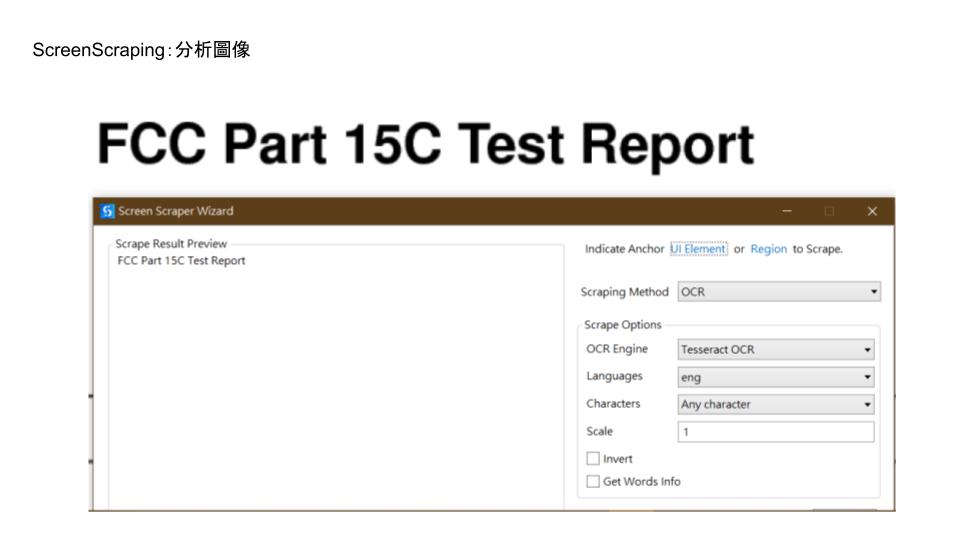 ScreenScraping：分析圖像
FCC Part 15C Test Report
Screen Scraper Wizard
Scrape Result Preview
FCC Part 15C Test Report
Indicate Anchor UI Element or Region to Scrape.
Scraping Method OCR
Scrape Options
OCR Engine Tesseract OCR
Languages eng
Characters Any character
Scale 1
Invert
Get Words Info